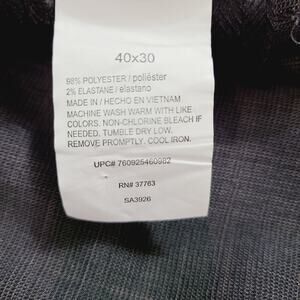 40x30
98% POLYESTER / poliéster
2% ELASTANE / elastano
MADE IN / HECHO EN VIETNAM
MACHINE WASH WARM WITH LIKE
COLORS. NON-CHLORINE BLEACH IF
NEEDED, TUMBLE DRY LOW,
REMOVE PROMPTLY. COOL IRON.
UPC# 760925460982
RN# 37763
SA3926